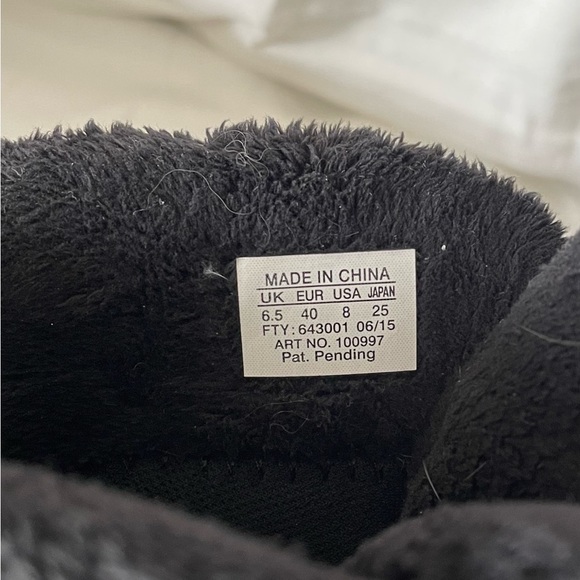 MADE IN CHINA
UK EUR USA JAPAN
6.5 40 8 25
FTY: 643001 06/15
ART NO. 100997
Pat. Pending